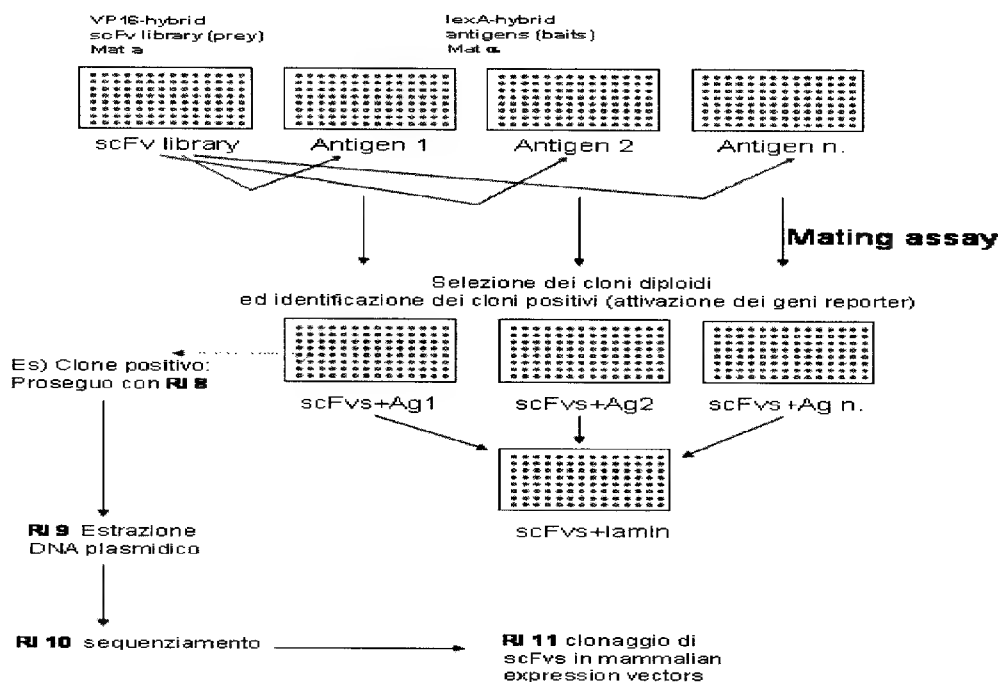 VP16-hybrid
scFv library (prey)
Mat a
lexA-hybrid
antigens (baits)
Mat α
scFv library
Antigen 1
Antigen 2
Antigen n.
Mating assay
Selezione dei cloni diploidi
ed identificazione dei cloni positivi (attivazione dei geni reporter)
Es) Clone positivo:
Proseguo con RI 8
scFvs+Ag1
scFvs+Ag2
scFvs+Ag n.
scFvs+lamin
RI 9 Estrazione
DNA plasmidico
RI 10 sequenziamento
RI 11 clonaggio di
scFvs in mammalian
expression vectors